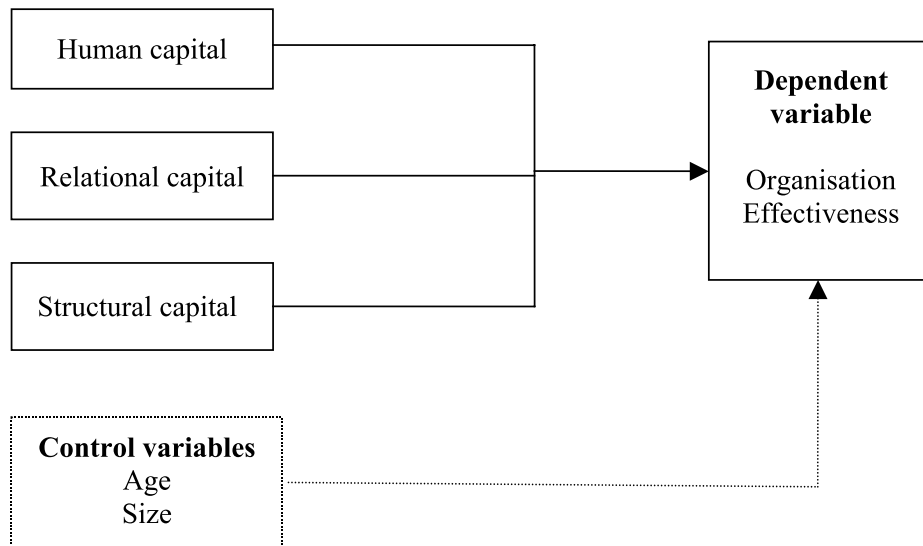 Human capital
Relational capital
Structural capital
Dependent
variable
Organisation
Effectiveness
Control variables
Age
Size